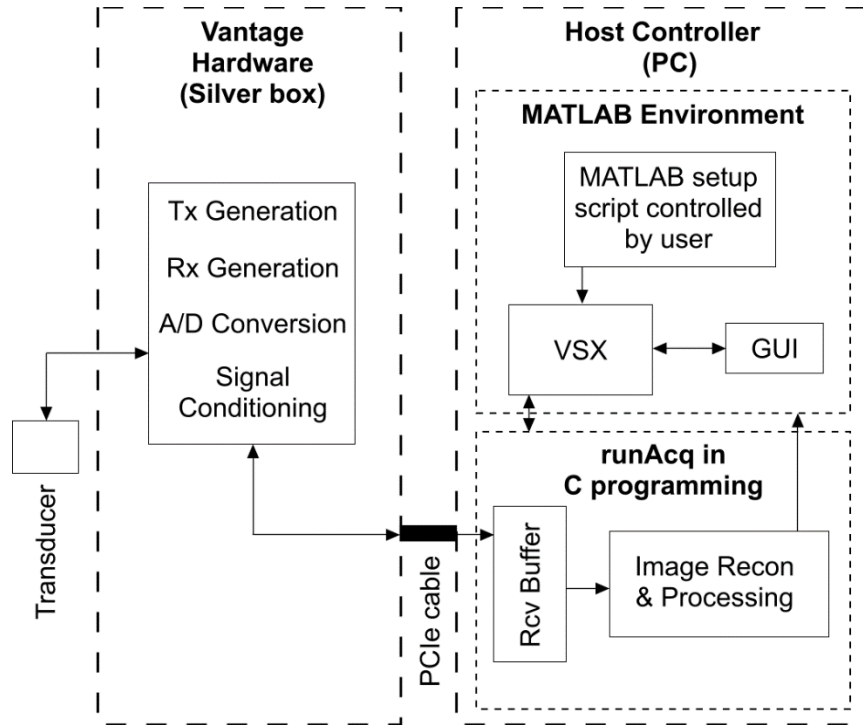 Vantage
Hardware
(Silver box)
Tx Generation
Rx Generation
A/D Conversion
Signal
Conditioning
Transducer
PCIe cable
Host Controller
(PC)
MATLAB Environment
MATLAB setup
script controlled
by user
VSX
GUI
runAcq in
C programming
Rcv Buffer
Image Recon
& Processing